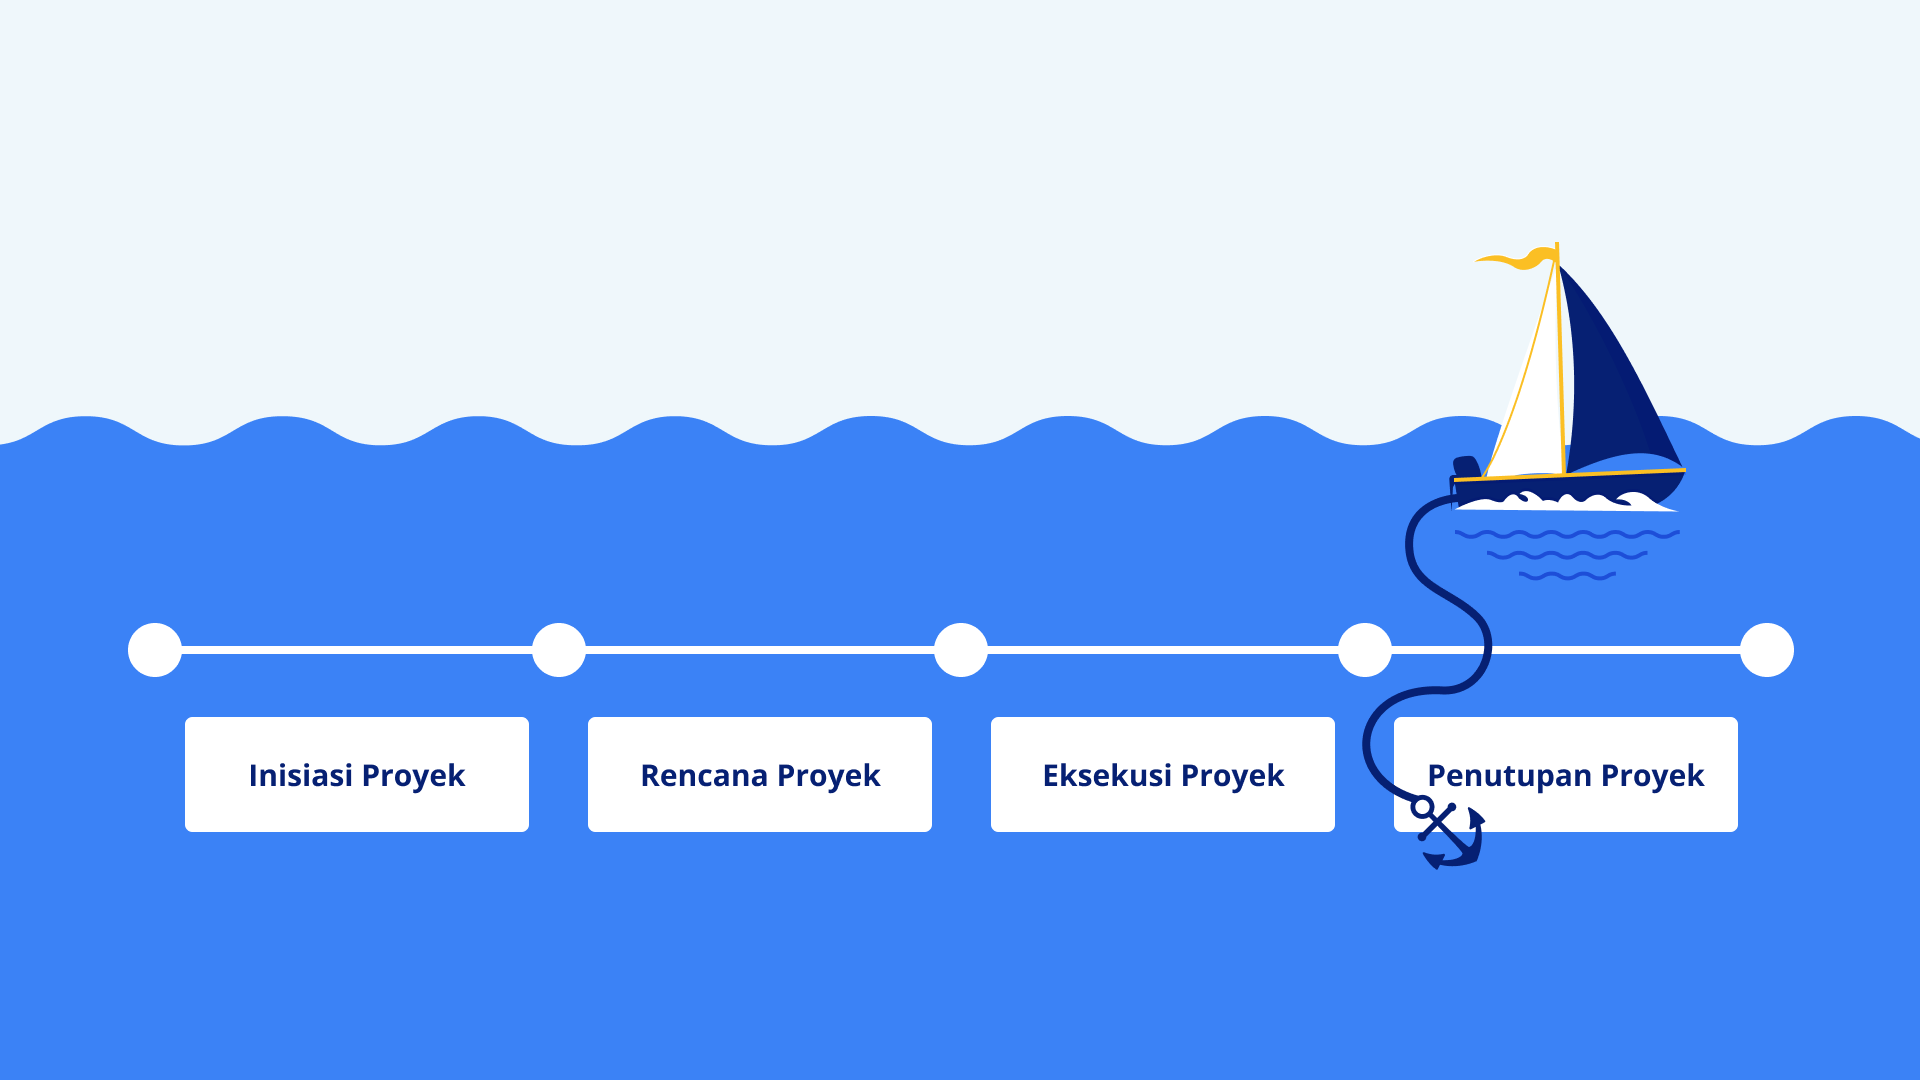 Inisiasi Proyek
Rencana Proyek
Eksekusi Proyek
Penutupan Proyek